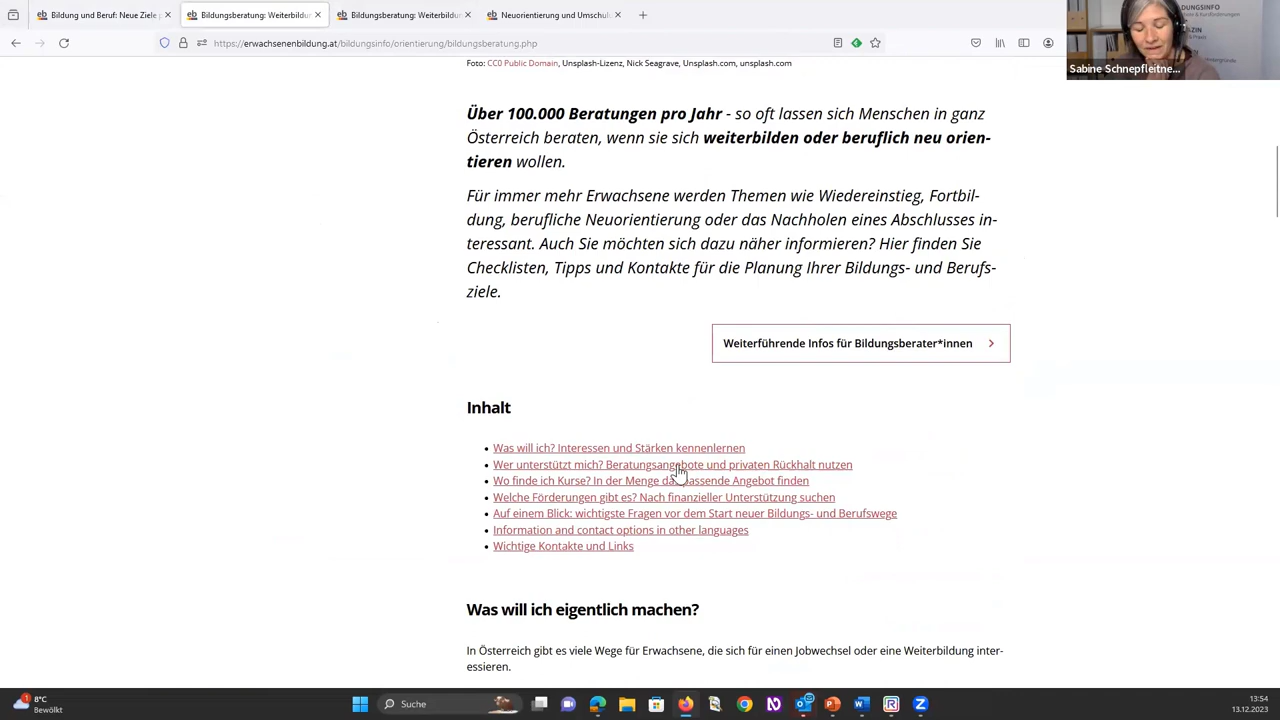 Bildung und Beruf: Neue Ziele
Bildungsberatung: Weiterbildu
Bildungsberatung: Weiterbildun
Neuorientierung und Umschul
https://erwachsenenbildung.at/bildungsinfo/orientierung/bildungsberatung.php
Sabine Schnepfleitne...
Foto: CC0 Public Domain, Unsplash-Lizenz, Nick Seagrave, Unsplash.com, unsplash.com
Über 100.000 Beratungen pro Jahr - so oft lassen sich Menschen in ganz
Österreich beraten, wenn sie sich weiterbilden oder beruflich neu orien-
tieren wollen.
Für immer mehr Erwachsene werden Themen wie Wiedereinstieg, Fortbil-
dung, berufliche Neuorientierung oder das Nachholen eines Abschlusses in-
teressant. Auch Sie möchten sich dazu näher informieren? Hier finden Sie
Checklisten, Tipps und Kontakte für die Planung Ihrer Bildungs- und Berufs-
ziele.
Weiterführende Infos für Bildungsberater*innen
Inhalt
Was will ich? Interessen und Stärken kennenlernen
Wer unterstützt mich? Beratungsangebote und privaten Rückhalt nutzen
Wo finde ich Kurse? In der Menge das passende Angebot finden
Welche Förderungen gibt es? Nach finanzieller Unterstützung suchen
Auf einem Blick: wichtigste Fragen vor dem Start neuer Bildungs- und Berufswege
Information and contact options in other languages
Wichtige Kontakte und Links
Was will ich eigentlich machen?
In Österreich gibt es viele Wege für Erwachsene, die sich für einen Jobwechsel oder eine Weiterbildung inter-
essieren.
1
8°C
Bewölkt
Suche
13:54
13.12.2023